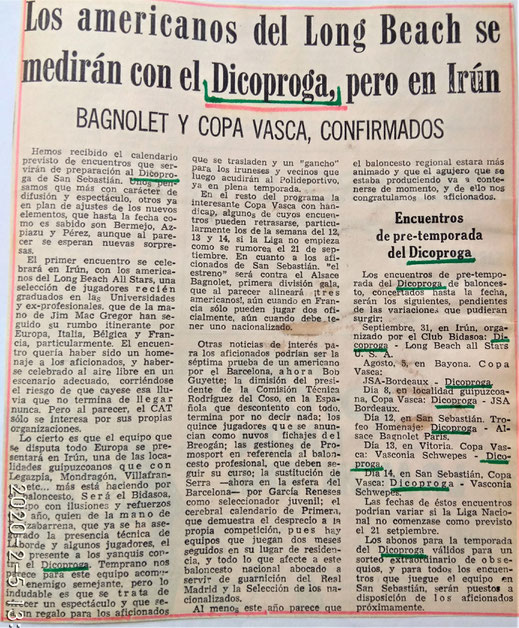 Los americanos del Long Beach se
medirán con el Dicoproga, pero en Irún
BAGNOLET Y COPA VASCA, CONFIRMADOS
Hemos recibido el calendario
previsto de encuentros que ser-
virán de preparación al Dicopro-
ga de San Sebastián. Unos pen-
samos que más con carácter de
difusión y espectáculo, otros ya
en plan de ajustes de los nuevos
elementos, que hasta la fecha co-
mo es sabido son Bermejo, Az-
piazu y Pérez, aunque al pare-
cer se esperan nuevas sorpre-
sas.
El primer encuentro se cele-
brará en Irún, con los america-
nos del Long Beach All Stars, una
selección de jugadores recién
graduados en las Universidades
y ex-profesionales, que de la ma-
no de Jim Mac Gregor han se-
guido su rumbo itinerante por
Europa, Italia, Bélgica y Fran-
cia, particularmente. El encuen-
tro quería haber sido un home-
naje a los aficionados, y haber-
se celebrado al aire libre en un
escenario adecuado, corriéndose
el riesgo de que cayese esa llu-
via que no termina de llegar
nunca. Pero al parecer, el CAT
sólo se interesa por sus propias
organizaciones.
Lo cierto es que el equipo que
se disputa todo Europa se pre-
sentará en Irún, una de las loca-
lidades guipuzcoanas que con
Legazpia, Mondragón, Villafran-
ca, etc... más está haciendo por
baloncesto. Será el Bidasoa,
con ilusiones y refuerzos
año, quien de la mano de
zabarrena, que ya se ha ase-
rado la presencia técnica de
rode y algunos jugadores, el
presente a los yanquis con-
el Dicoproga. Temprano nos
ece para este equipo acome-
enemigo semejante, pero lo
indudable es que se trata de
ecer un espectáculo y que se-
un regalo para los aficionados
que se trasladen y un "gancho"
para los iruneses y vecinos que
luego acudirán al Polideportivo,
ya en plena temporada.
En el resto del programa la
interesante Copa Vasca con han-
dicap, algunos de cuyos encuen-
tros pueden retrasarse, particu-
larmente los de la semana del 12,
13 y 14, si la Liga no empieza
como se rumorea el 21 de sep-
tiembre. En cuanto a los aficio-
nados de San Sebastián, "el
estreno" será contra el Alsace
Bagnolet, primera división gala,
que al parecer alineará ¡tres
americanos!, aún cuando en Fran-
cia sólo pueden jugar dos ofi-
cialmente, aún cuando debe te-
ner uno nacionalizado.
Otras noticias de interés pa-
ra los aficionados podrían ser la
séptima prueba de un americano
por el Barcelona, ahora Bob
Guyette; la dimisión del presi-
dente de la Comisión Técnica
Rodríguez del Coso, en la Espa-
ñola que descontento con todo,
termina por no decir nada; los
quince jugadores que se anun-
cian como nuevos fichajes del
Breogán; las gestiones de Pro-
mosport en referencia al balon-
cesto profesional, que deben se-
guir su curso; la sustitución de
Serra —ahora en la esfera del
Barcelona— por García Reneses
como seleccionador juvenil; el
cerebral calendario de Primera,
que demuestra el desprecio a la
propia competición, pues hay
equipos que juegan dos meses
seguidos en su lugar de residen-
cia, y todo lo que afecte a este
baloncesto nacional abocado a
servir de guarnición del Real
Madrid y la Selección de los na-
cionalizados.
Al menos este año parece que
el baloncesto regional estará más
animado y que el agujero que se
estaba produciendo va a conte-
nerse de momento, y de ello nos
congratulamos los aficionados.
Encuentros
de pre-temporada
del Dicoproga
Los encuentros de pre-tempo-
rada del Dicoproga de balonces-
to, concertados hasta la fecha
serán los siguientes, pendientes
de las variaciones que pudieran
surgir:
Septiembre, 31, en Irún, orga-
nizado por el Club Bidasoa: Di-
coproga - Long Beach all Stars
U. S. A.
Agosto, 5, en Bayona. Copa
Vasca:
JSA-Bordeaux. - Dicoproga.
Día 8, en localidad guipuzcoa-
na, Copa Vasca: Dicoproga - JSA
Bordeaux.
Día 12, en San Sebastián. Tro-
feo Homenaje: Dicoproga - Al-
sace Bagnolet París.
Día 13, en Vitoria. Copa Vas-
ca: Vasconia Schwepes - Dico-
proga.
Día 14, en San Sebastián, Copa
Vasca: Dicoproga - Vasconia
Schwepes.
Las fechas de éstos encuentros
podrían variar si la Liga Nacio-
nal no comenzase como previsto
el 21 setpiembre.
Los abonos para la temporada
del Dicoproga válidos para un
sorteo extraordinario de obse-
quios, y para todos los encuen-
tros que juegue el equipo en
San Sebastián, serán puestos a
disposición de los aficionados
próximamente.